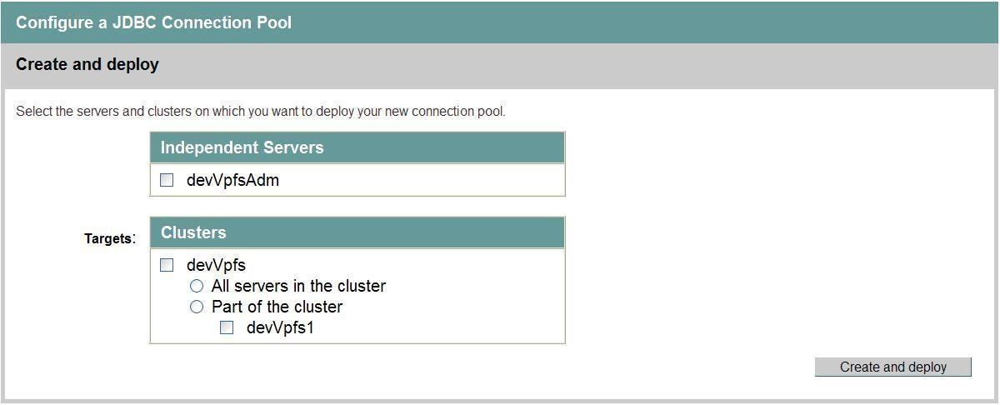 Configure a JDBC Connection Pool
Create and deploy
Select the servers and clusters on which you want to deploy your new connection pool.
Independent Servers
devVpfsAdm
Targets:
Clusters
devVpfs
All servers in the cluster
Part of the cluster
devVpfs1
Create and deploy